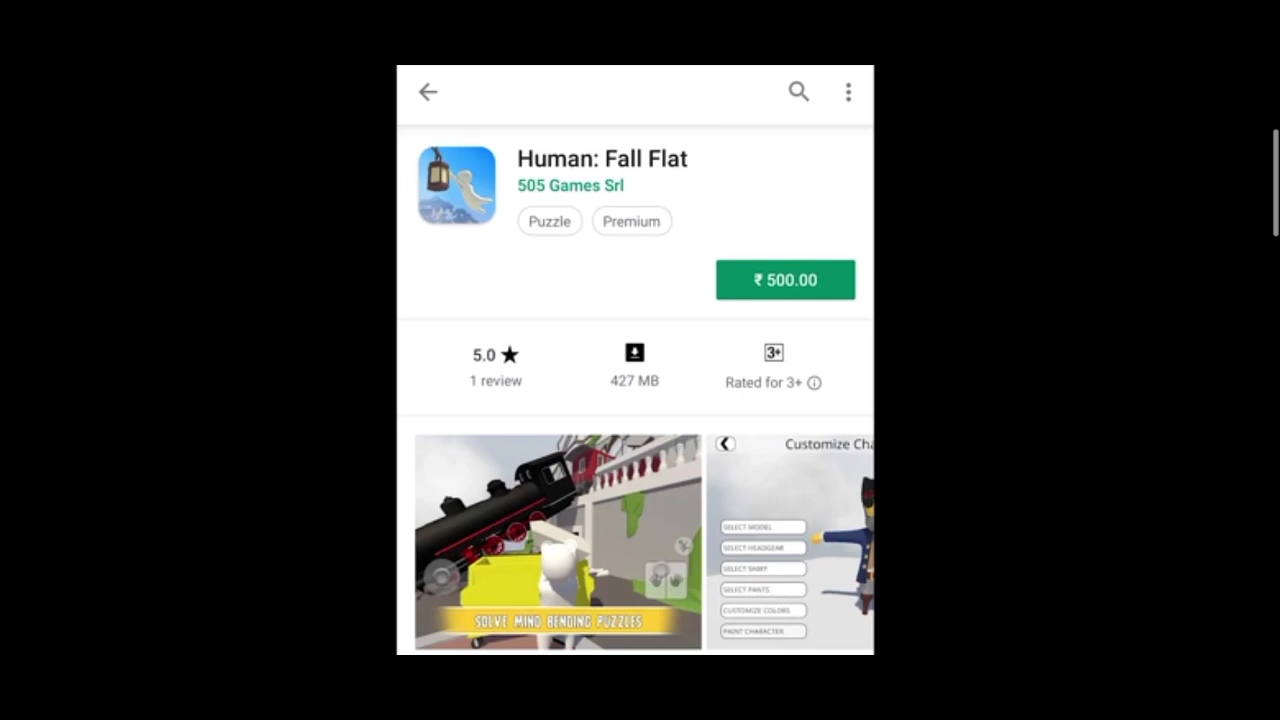 Human: Fall Flat
505 Games Srl
Puzzle
Premium
₹ 500.00
5.0
1 review
427 MB
3+
Rated for 3+
SOLVE MIND BENDING PUZZLES
Customize Cha
SELECT MODEL
SELECT HEADGEAR
SELECT SHIRT
SELECT PANTS
CUSTOMIZE COLORS
PAINT CHARACTER